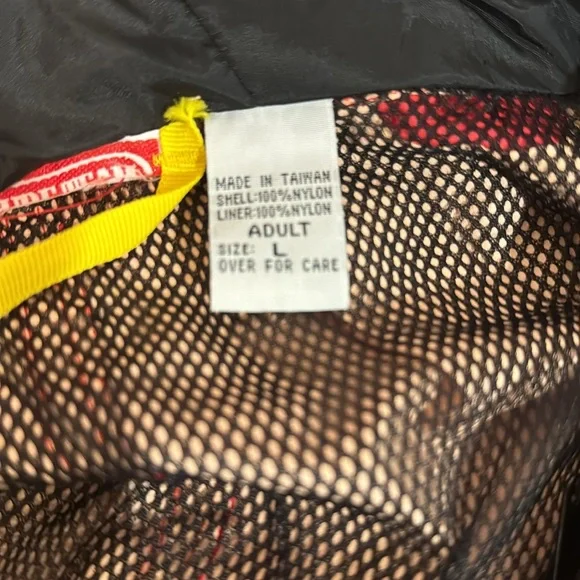 MADE IN TAIWAN
SHELL:100%NYLON
LINER:100%NYLON
ADULT
SIZE: L
OVER FOR CARE